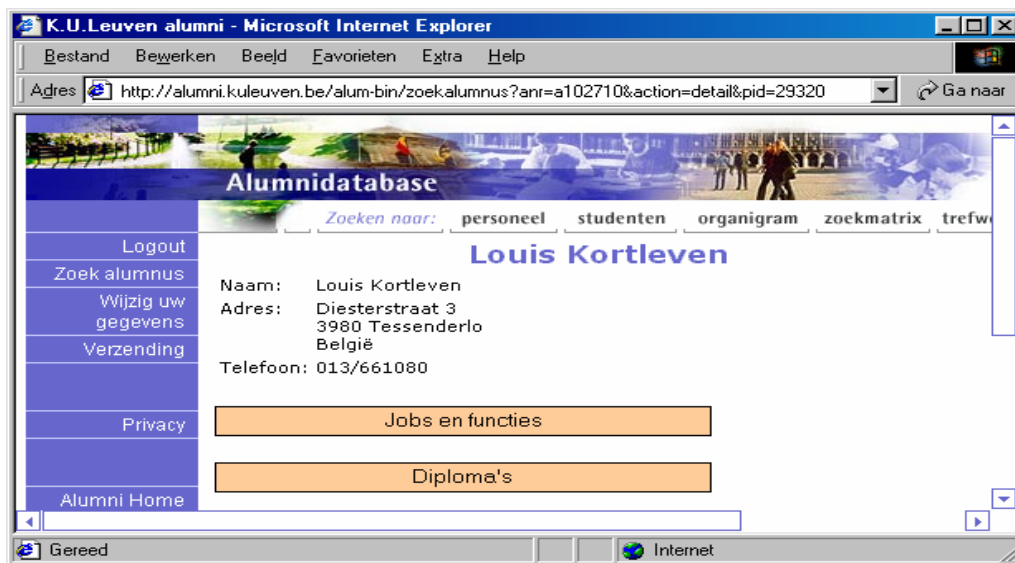 K.U.Leuven alumni - Microsoft Internet Explorer
Bestand Bewerken Beeld Favorieten Extra Help
Adres http://alumni.kuleuven.be/alum-bin/zoekalumnus?anr=a102710&action=detail&pid=29320 Ga naar
Alumnidatabase
Zoeken naar: personeel studenten organigram zoekmatrix trefw
Logout
Zoek alumnus
Wijzig uw
gegevens
Verzending
Privacy
Alumni Home
Louis Kortleven
Naam: Louis Kortleven
Adres: Diesterstraat 3
3980 Tessenderlo
België
Telefoon: 013/661080
Jobs en functies
Diploma's
Gereed Internet